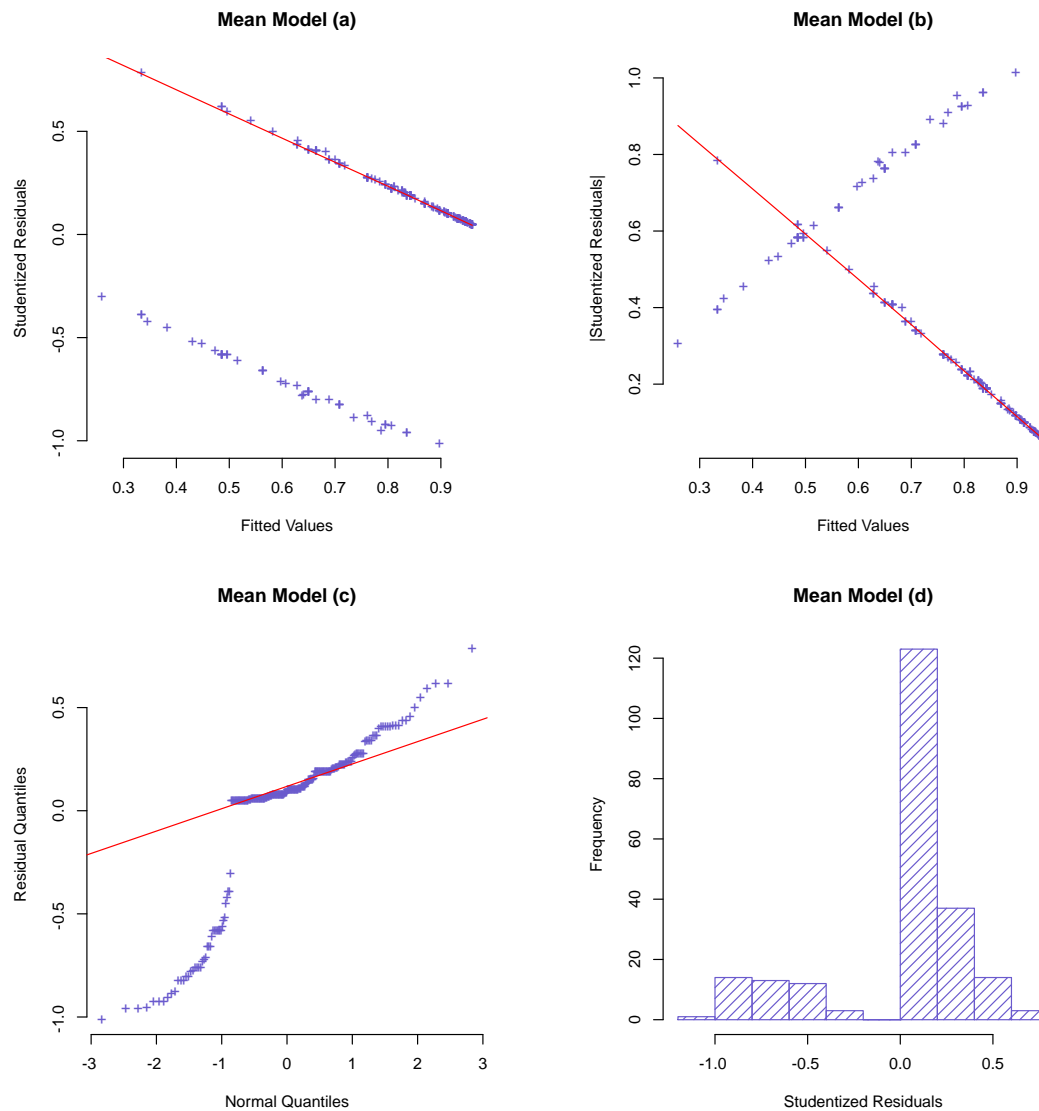 Mean Model (a)
Studentized Residuals
-1.0 -0.5 0.0 0.5
0.3 0.4 0.5 0.6 0.7 0.8 0.9
Fitted Values
Mean Model (b)
|Studentized Residuals|
0.2 0.4 0.6 0.8 1.0
0.3 0.4 0.5 0.6 0.7 0.8 0.9
Fitted Values
Mean Model (c)
Residual Quantiles
-1.0 -0.5 0.0 0.5
-3 -2 -1 0 1 2 3
Normal Quantiles
Mean Model (d)
Frequency
0 20 40 60 80 100 120
-1.0 -0.5 0.0 0.5
Studentized Residuals